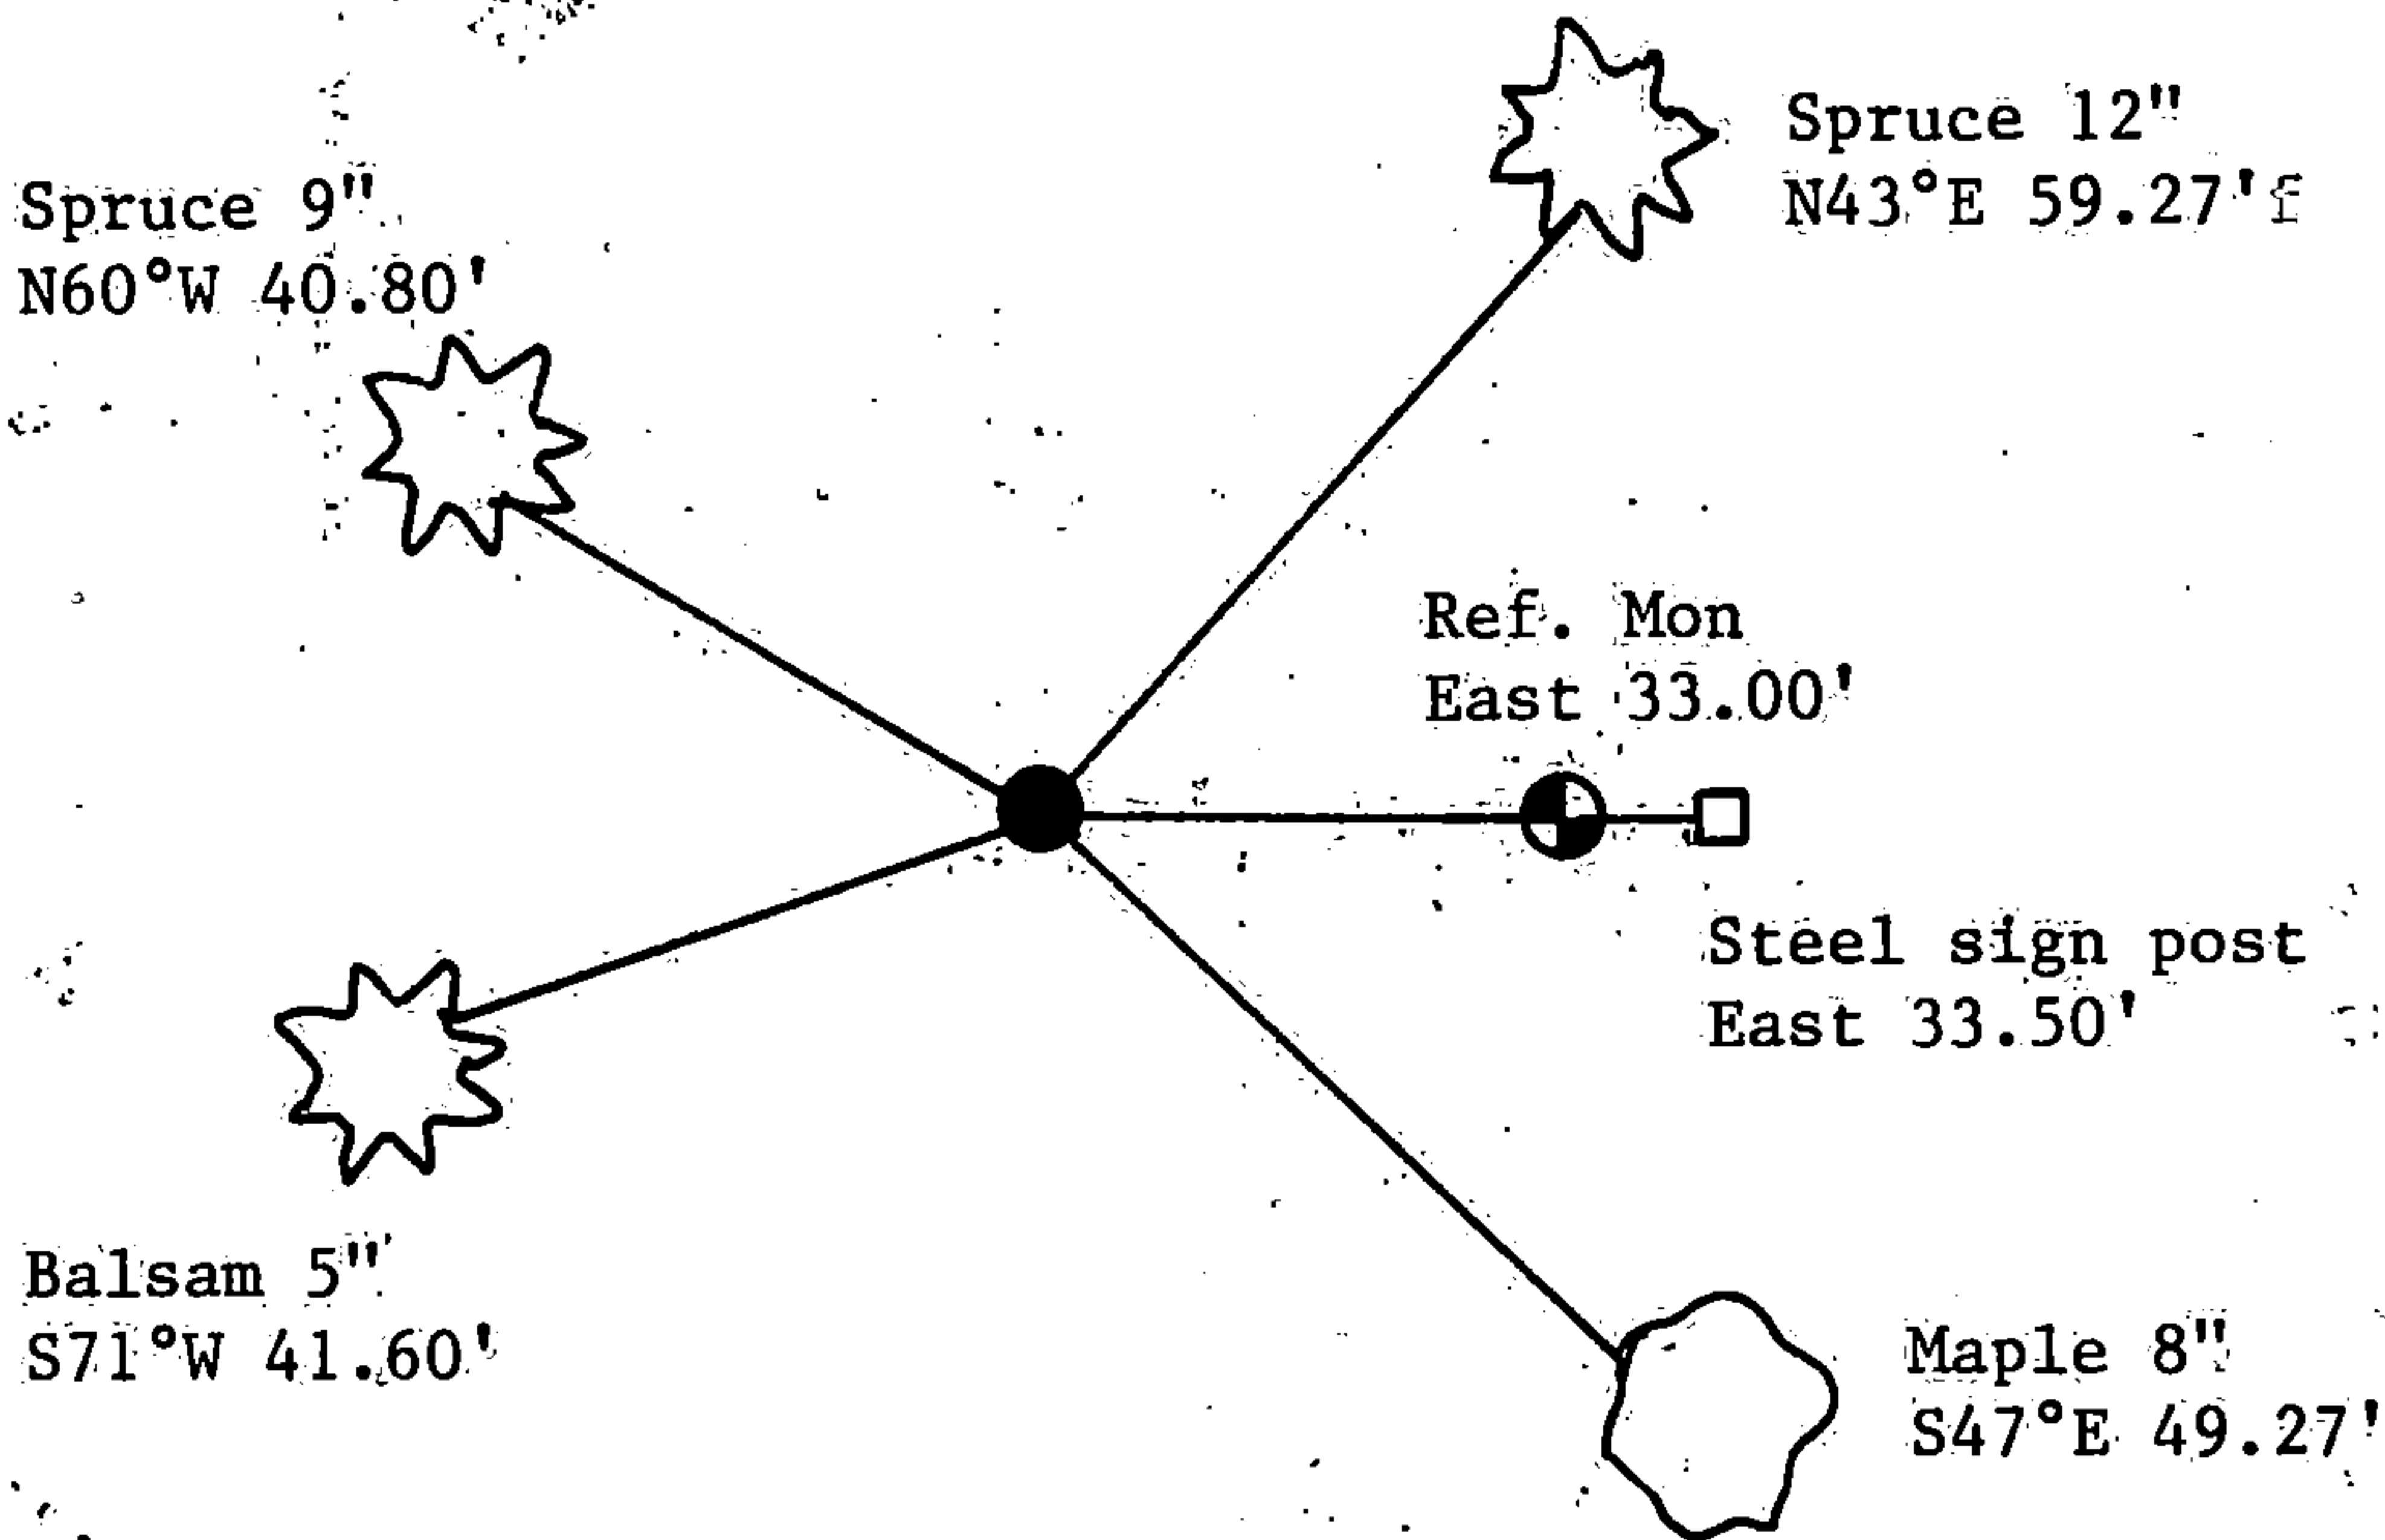 Spruce 12"
N43°E 59.27'
Spruce 9"
N60°W 40.80'
Ref. Mon
East 33.00'
Steel sign post
East 33.50'
Balsam 5"
S71°W 41.60'
Maple 8"
S47°E 49.27'